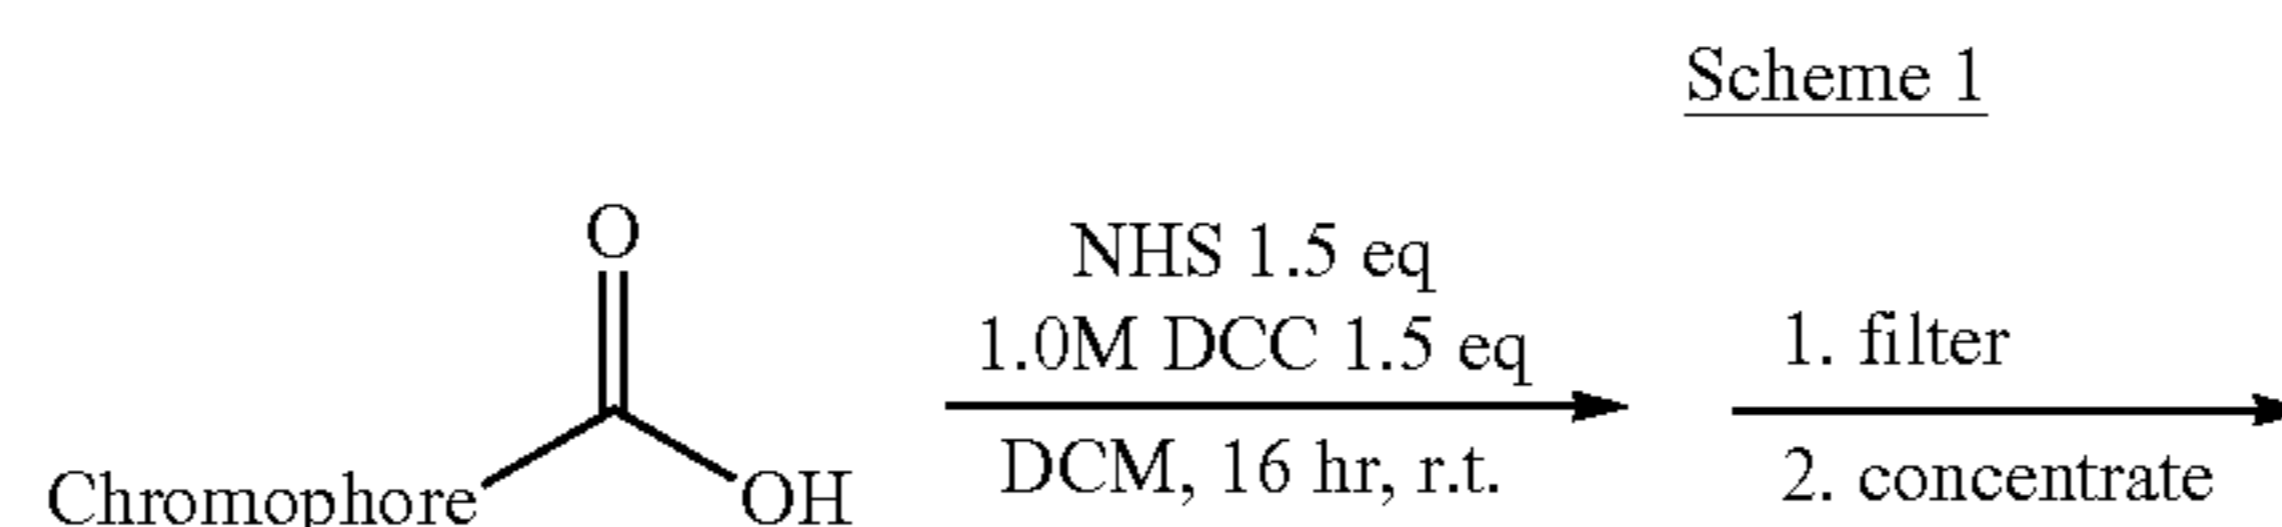 Scheme 1
O
Chromophore
OH
NHS 1.5 eq
1.0M DCC 1.5 eq
DCM, 16 hr, r.t.
1. filter
2. concentrate